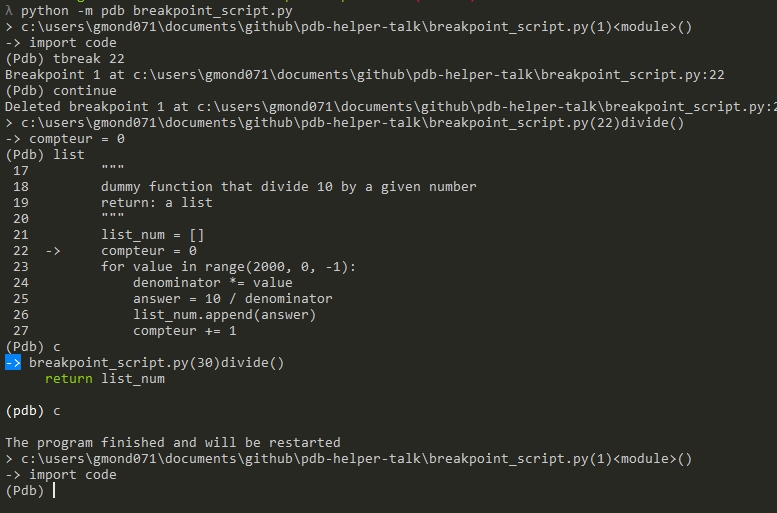 λ python -m pdb breakpoint_script.py
> c:\users\gmond071\documents\github\pdb-helper-talk\breakpoint_script.py(1)<module>()
-> import code
(Pdb) tbreak 22
Breakpoint 1 at c:\users\gmond071\documents\github\pdb-helper-talk\breakpoint_script.py:22
(Pdb) continue
Deleted breakpoint 1 at c:\users\gmond071\documents\github\pdb-helper-talk\breakpoint_script.py:2
> c:\users\gmond071\documents\github\pdb-helper-talk\breakpoint_script.py(22)divide()
-> compteur = 0
(Pdb) list
 17         """
 18         dummy function that divide 10 by a given number
 19         return: a list
 20         """
 21         list_num = []
 22  ->     compteur = 0
 23         for value in range(2000, 0, -1):
 24             denominator *= value
 25             answer = 10 / denominator
 26             list_num.append(answer)
 27             compteur += 1
(Pdb) c
-> breakpoint_script.py(30)divide()
     return list_num
(pdb) c
The program finished and will be restarted
> c:\users\gmond071\documents\github\pdb-helper-talk\breakpoint_script.py(1)<module>()
-> import code
(Pdb)